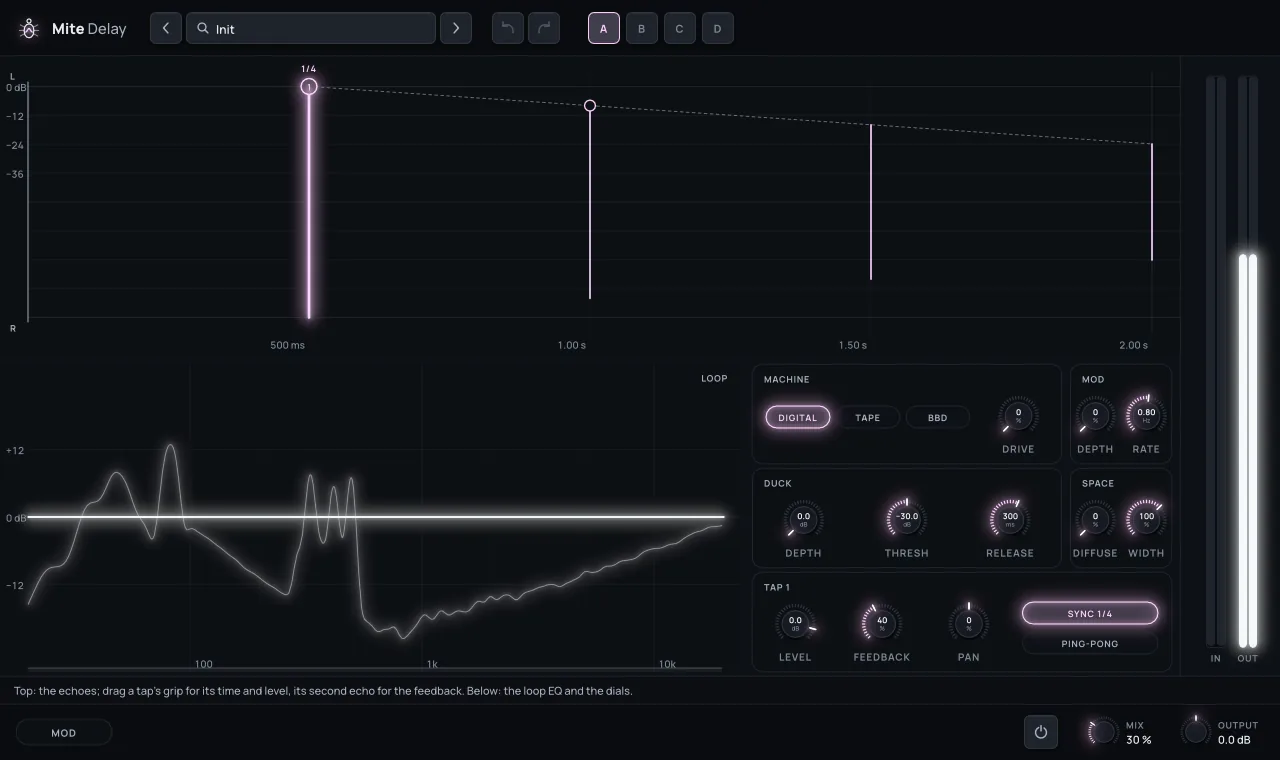 Mite Delay
Init
A B C D
1/4
L
0 dB
1
−12
−24
−36
R
500 ms 1.00 s 1.50 s 2.00 s
LOOP
+12
0 dB
−12
100 1k 10k
MACHINE
DIGITAL TAPE BBD
0 %
DRIVE
MOD
0 % 0.80 Hz
DEPTH RATE
DUCK
0.0 dB −30.0 dB 300 ms
DEPTH THRESH RELEASE
SPACE
0 % 100 %
DIFFUSE WIDTH
TAP 1
0.0 dB 40 % 0 %
LEVEL FEEDBACK PAN
SYNC 1/4
PING-PONG
IN OUT
Top: the echoes; drag a tap's grip for its time and level, its second echo for the feedback. Below: the loop EQ and the dials.
MOD
MIX
30 %
OUTPUT
0.0 dB